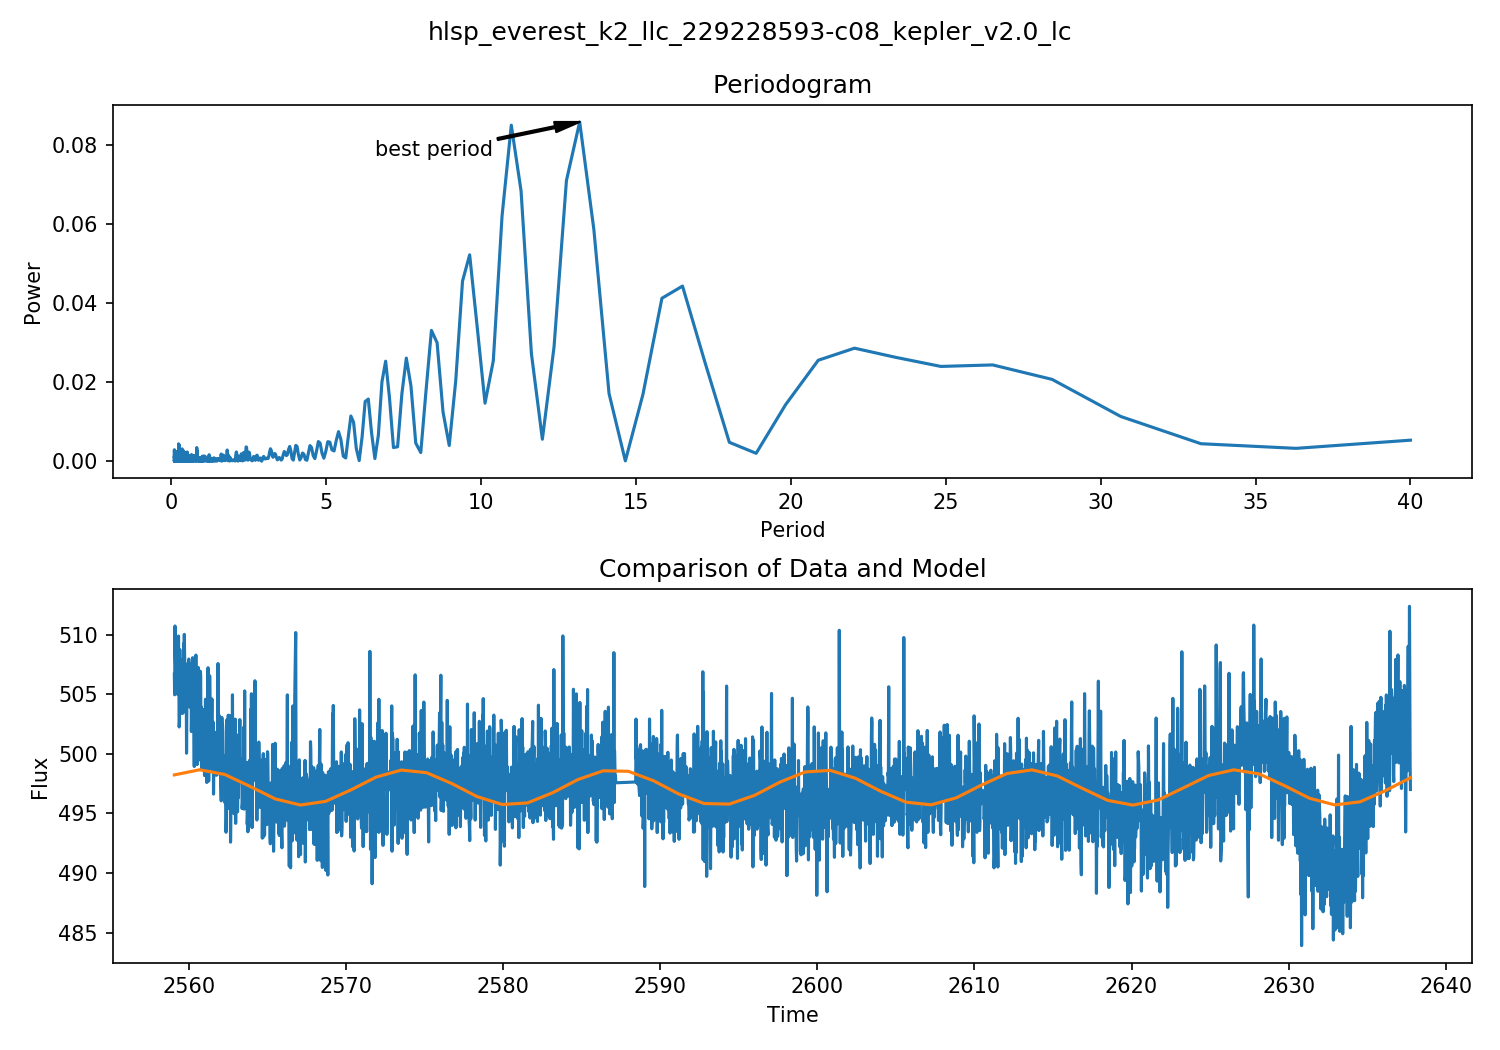 hlsp_everest_k2_llc_229228593-c08_kepler_v2.0_lc
Periodogram
best period
0.08
0.06
0.04
0.02
0.00
Power
0 5 10 15 20 25 30 35 40
Period
Comparison of Data and Model
510
505
500
495
490
485
Flux
2560 2570 2580 2590 2600 2610 2620 2630 2640
Time